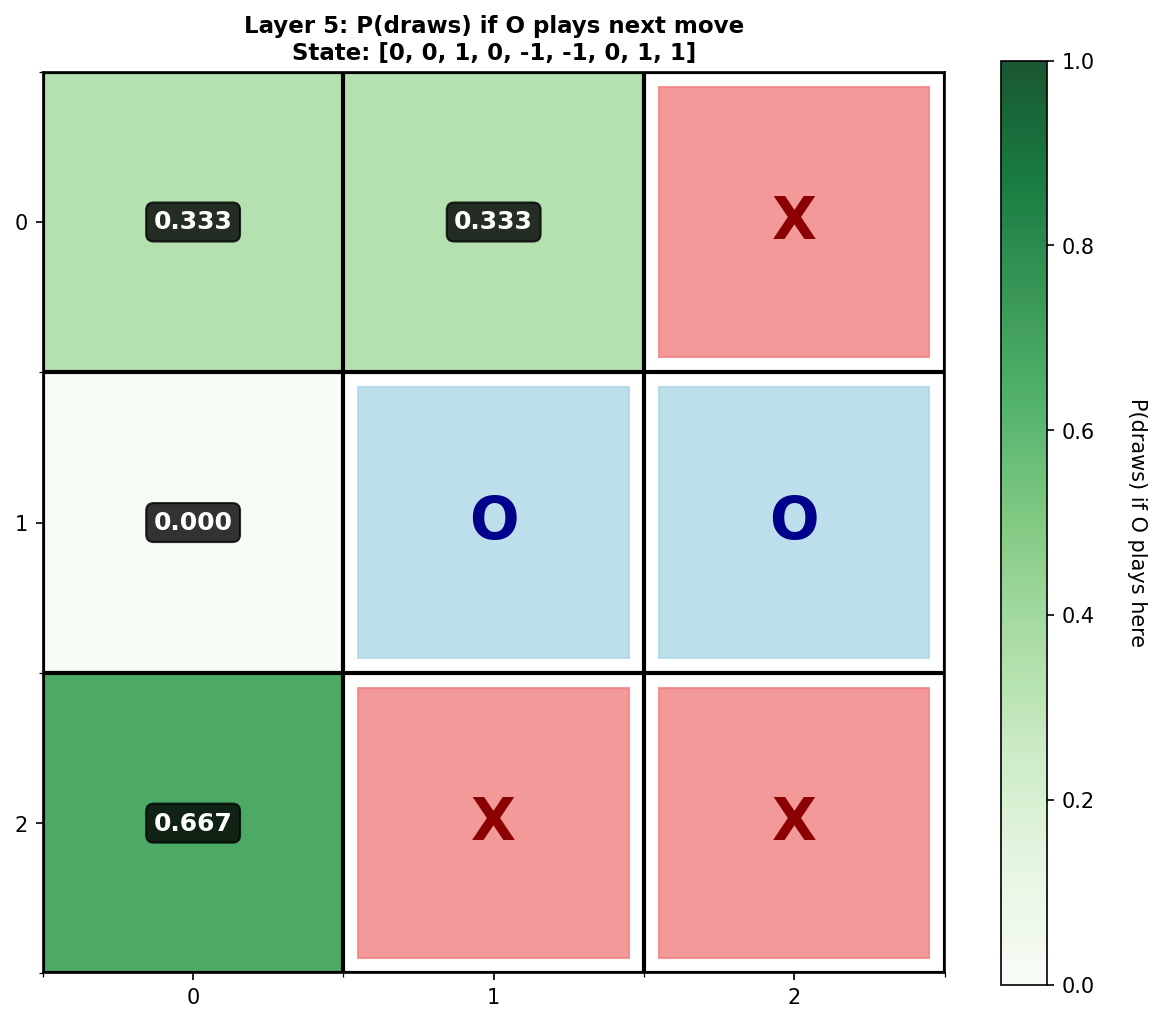 Layer 5: P(draws) if O plays next move
State: [0, 0, 1, 0, -1, -1, 0, 1, 1]
0
0.333
0.333
X
1
0.000
O
O
2
0.667
X
X
0
1
2
1.0
0.8
0.6
0.4
0.2
0.0
P(draws) if O plays here